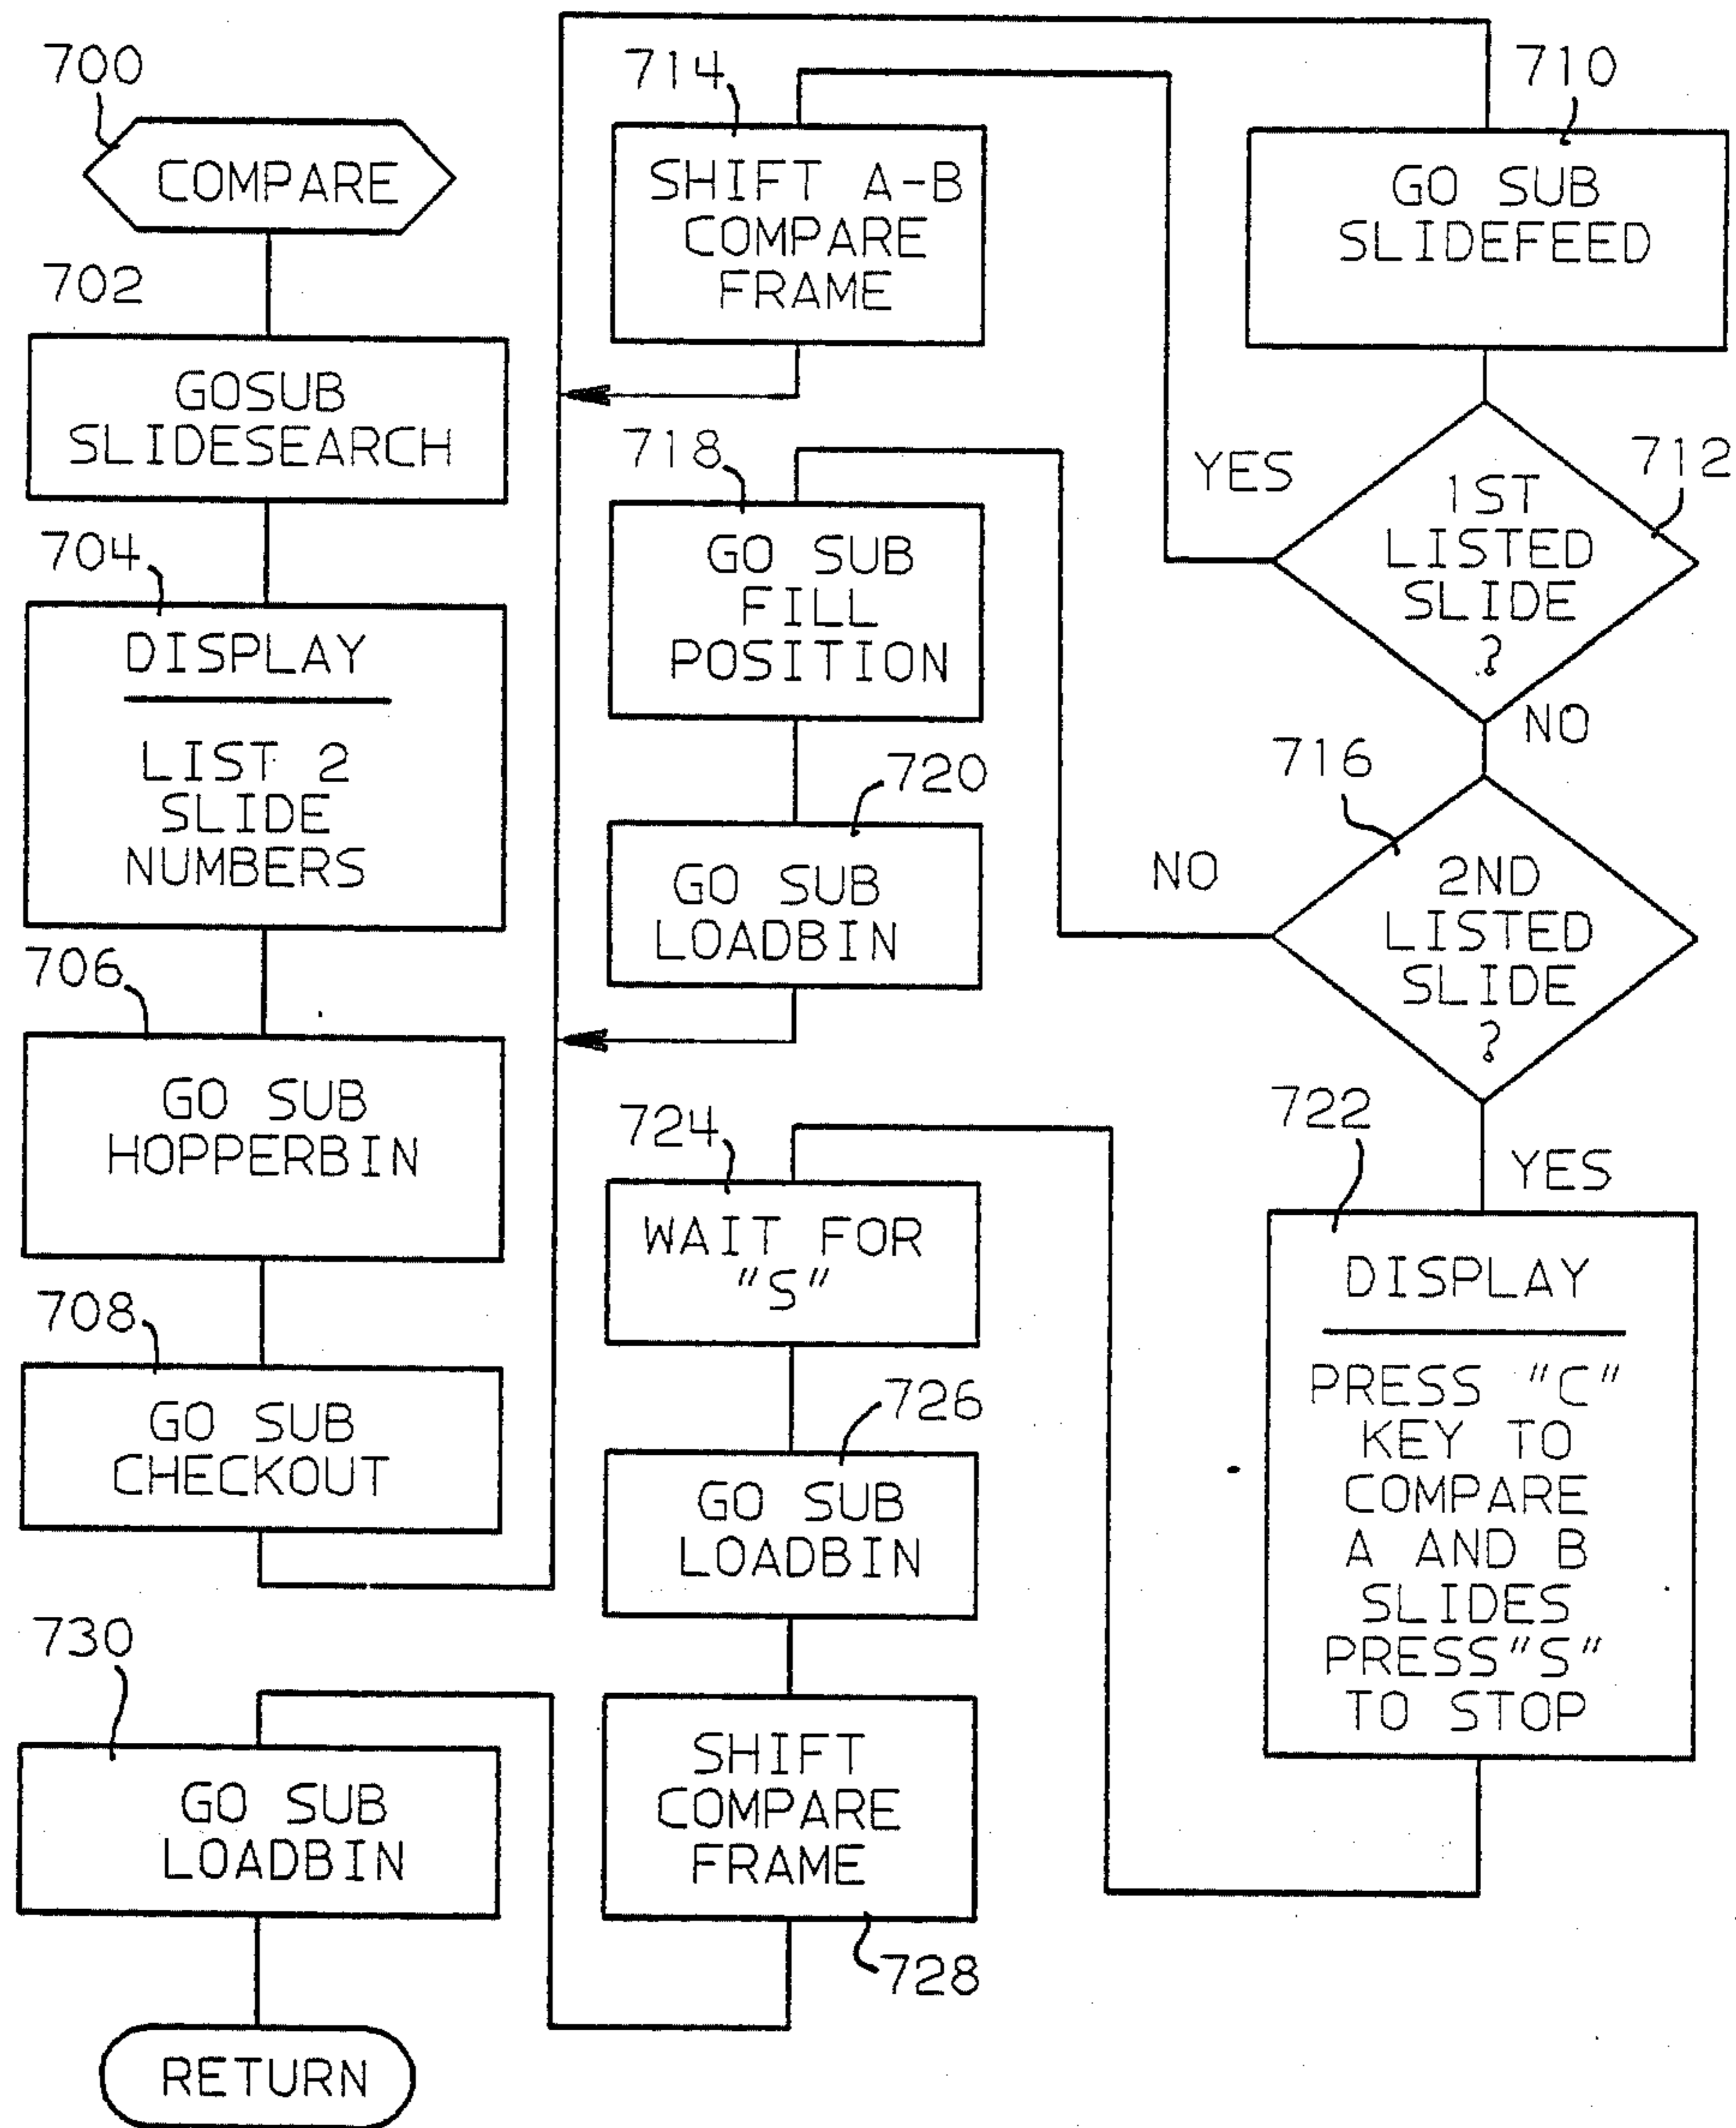 700
COMPARE
702
GOSUB
SLIDESEARCH
704
DISPLAY
LIST 2
SLIDE
NUMBERS
706
GO SUB
HOPPERBIN
708
GO SUB
CHECKOUT
710
GO SUB
SLIDEFEED
712
1ST
LISTED
SLIDE
?
YES
NO
714
SHIFT A-B
COMPARE
FRAME
716
2ND
LISTED
SLIDE
?
NO
YES
718
GO SUB
FILL
POSITION
720
GO SUB
LOADBIN
722
DISPLAY
PRESS "C"
KEY TO
COMPARE
A AND B
SLIDES
PRESS"S"
TO STOP
724
WAIT FOR
"S"
726
GO SUB
LOADBIN
SHIFT
COMPARE
FRAME
728
730
GO SUB
LOADBIN
RETURN